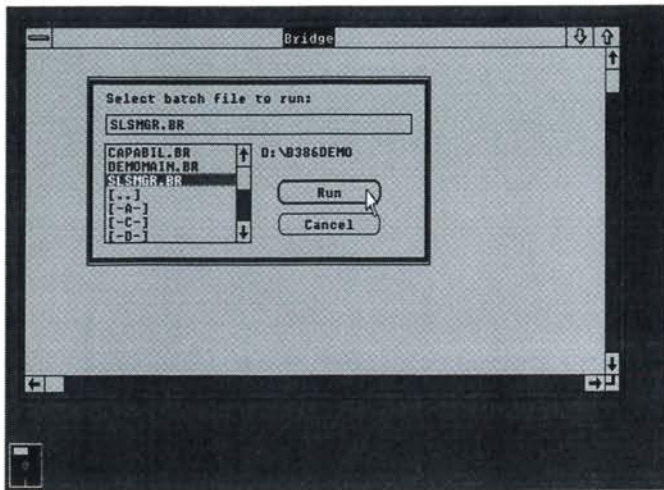 Bridge
Select batch file to run:
SLSMGR.BR
CAPABIL.BR
D:\B386DEMO
DEMOMAIN.BR
SLSMGR.BR
[..]
[-A-]
[-C-]
[-D-]
Run
Cancel